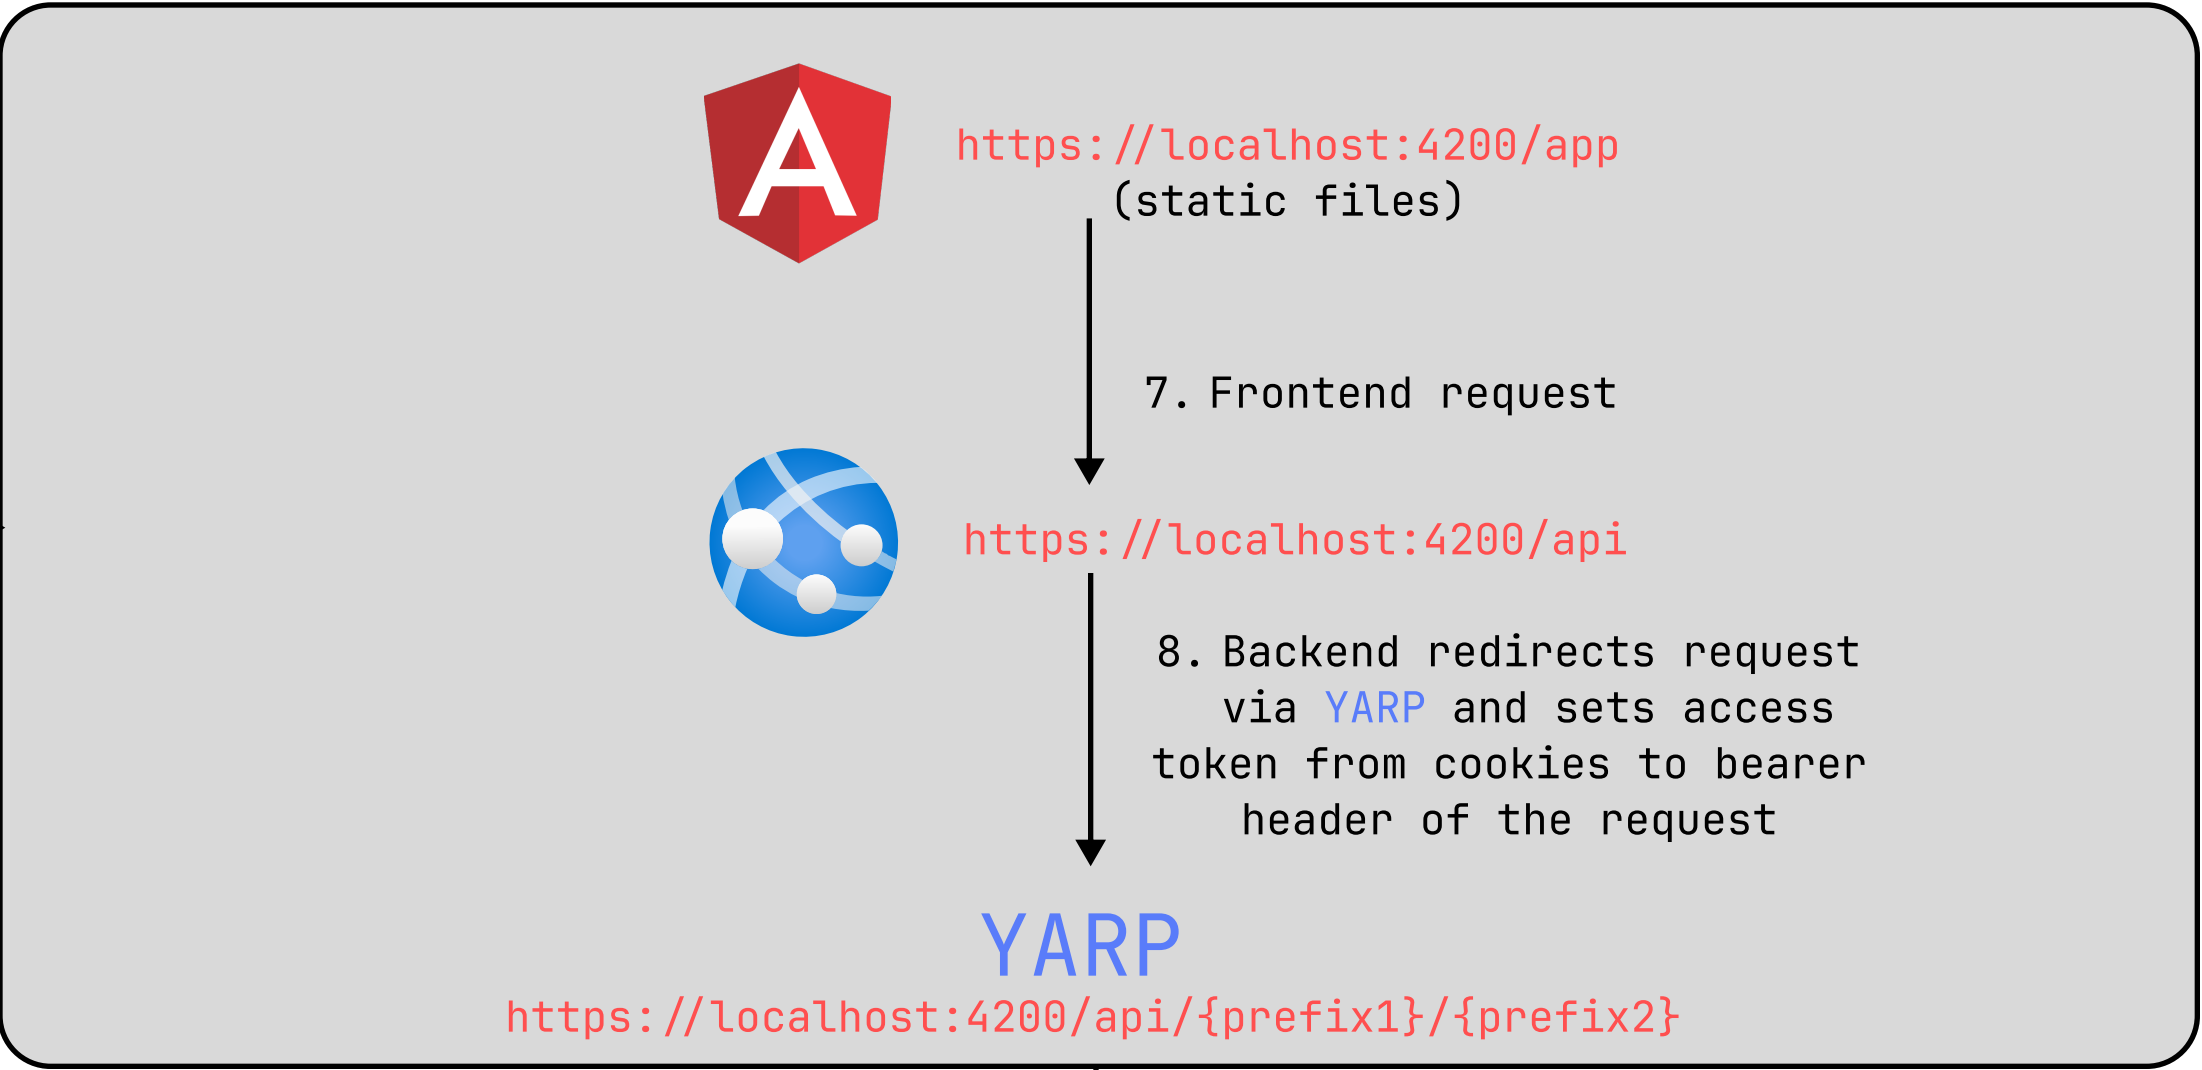 https://localhost:4200/app
(static files)
7. Frontend request
https://localhost:4200/api
8. Backend redirects request
via YARP and sets access
token from cookies to bearer
header of the request
YARP
https://localhost:4200/api/{prefix1}/{prefix2}